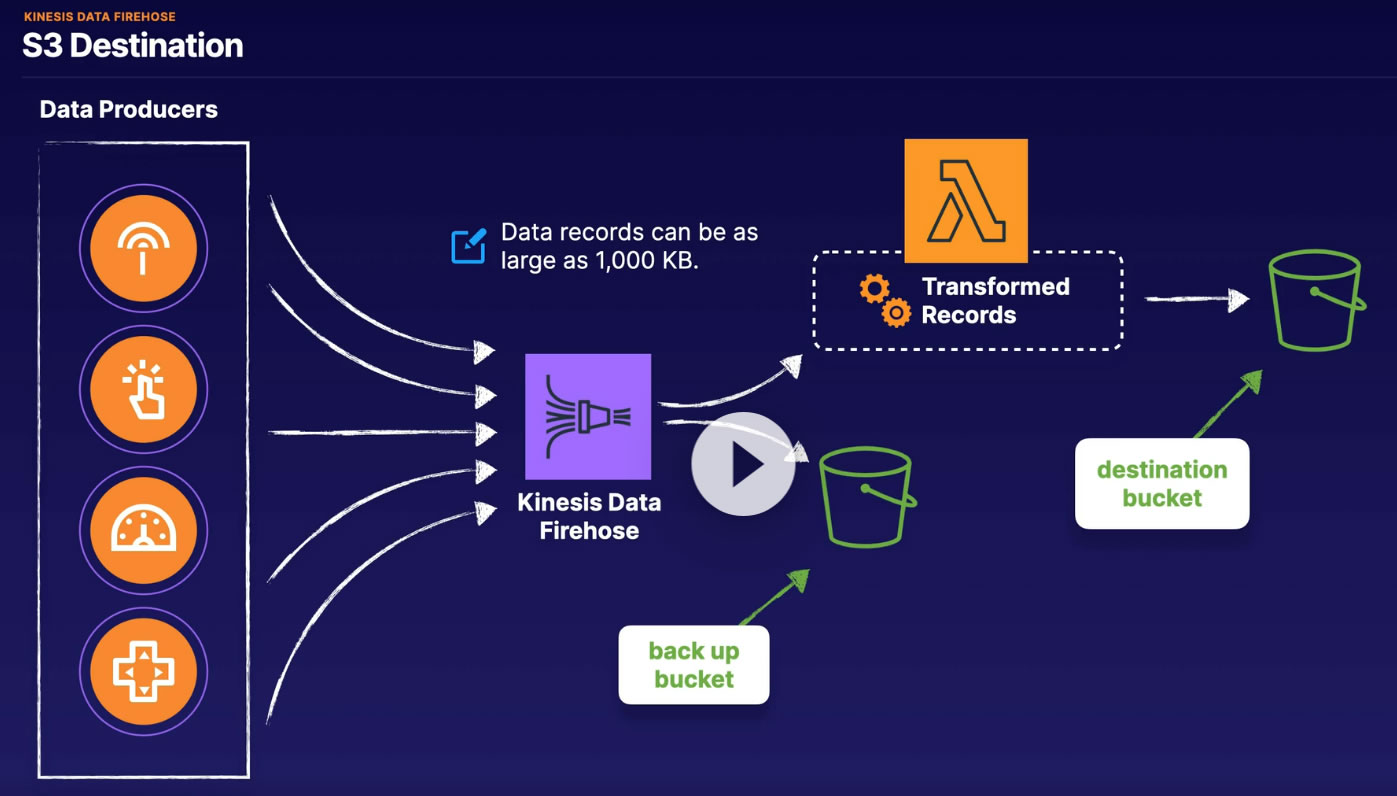 KINESIS DATA FIREHOSE
S3 Destination
Data Producers
Data records can be as
large as 1,000 KB.
Transformed
Records
Kinesis Data
Firehose
destination
bucket
back up
bucket